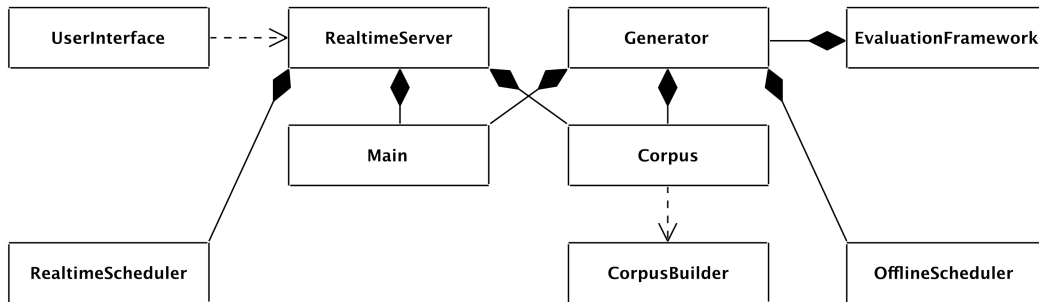 UserInterface
RealtimeServer
Generator
EvaluationFramework
Main
Corpus
RealtimeScheduler
CorpusBuilder
OfflineScheduler